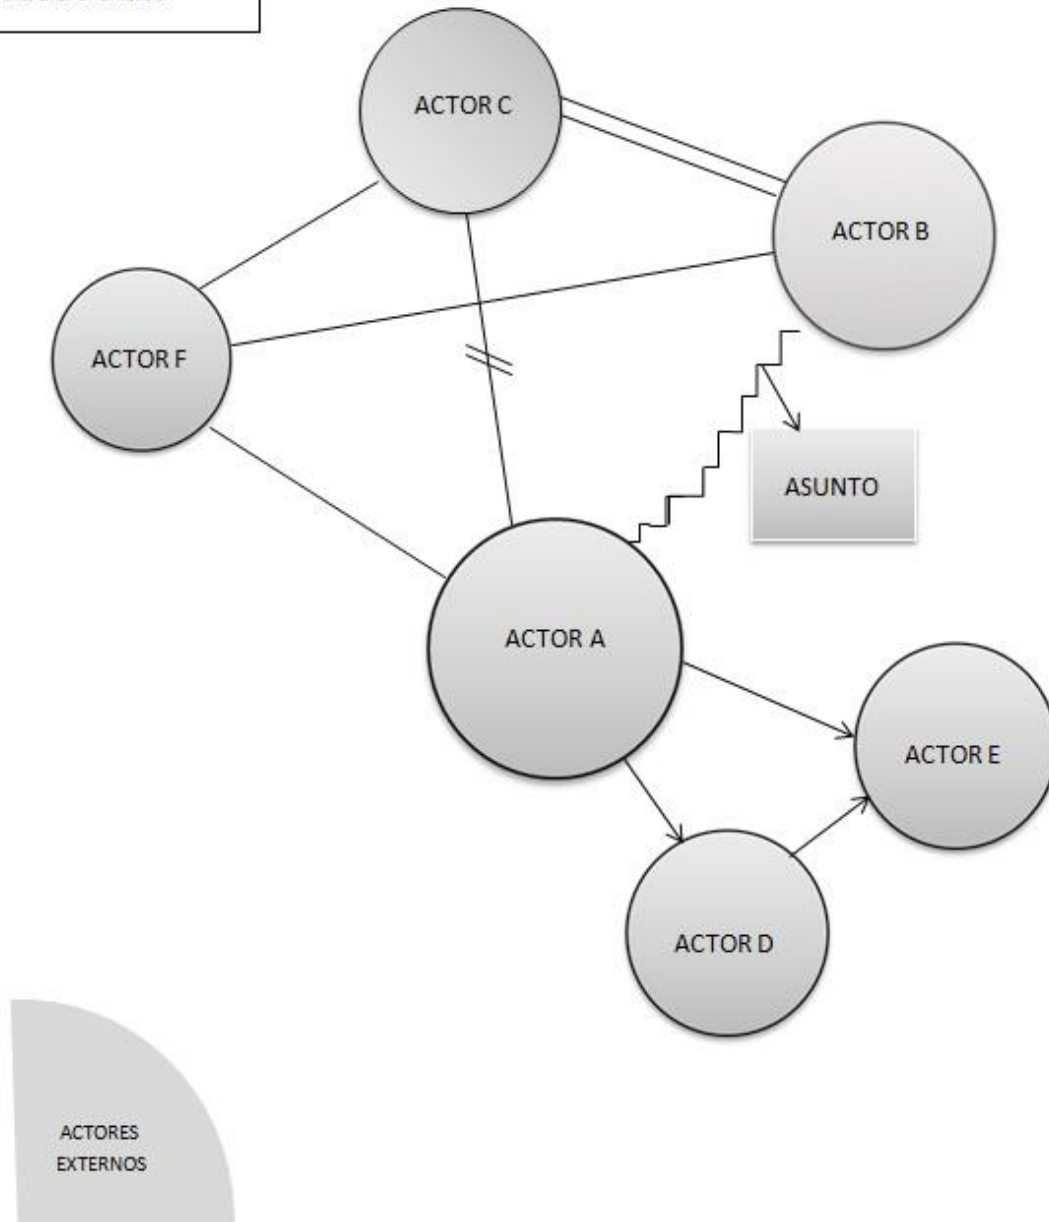 ACTOR C
ACTOR B
ACTOR F
ASUNTO
ACTOR A
ACTOR E
ACTOR D
ACTORES
EXTERNOS